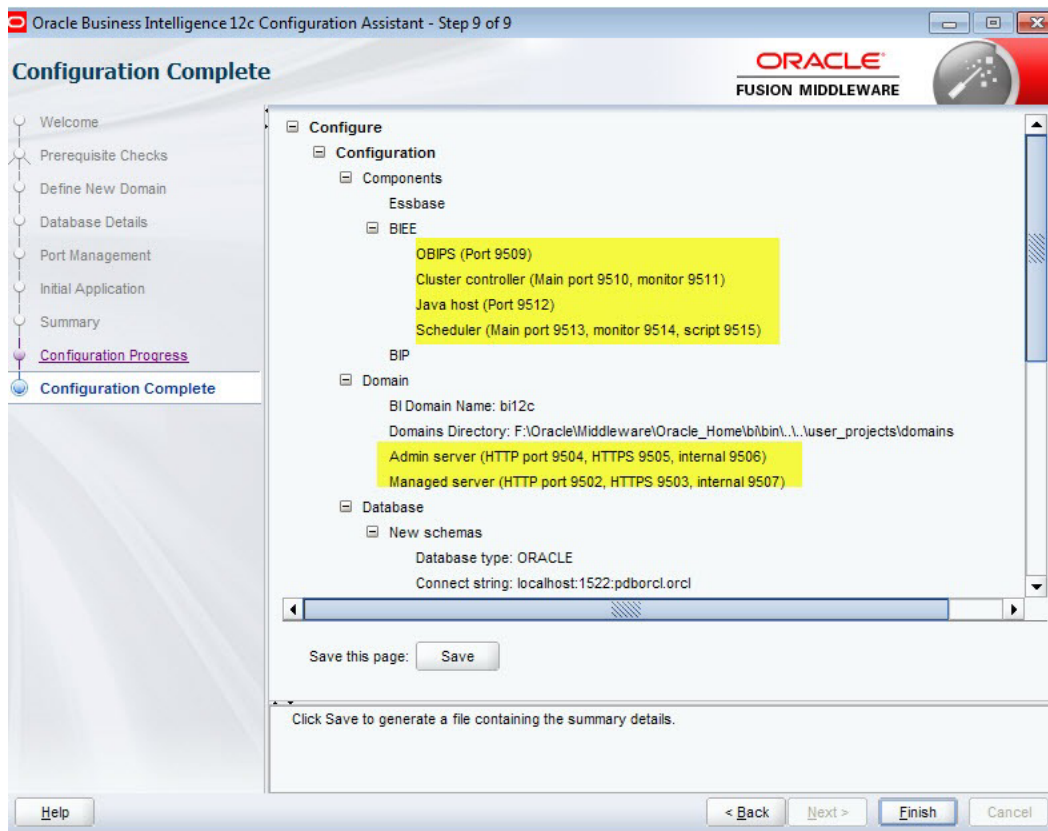 Oracle Business Intelligence 12c Configuration Assistant - Step 9 of 9
Configuration Complete
ORACLE
FUSION MIDDLEWARE
Welcome
Prerequisite Checks
Define New Domain
Database Details
Port Management
Initial Application
Summary
Configuration Progress
Configuration Complete
Configure
Configuration
Components
Essbase
BIEE
OBIPS (Port 9509)
Cluster controller (Main port 9510, monitor 9511)
Java host (Port 9512)
Scheduler (Main port 9513, monitor 9514, script 9515)
BIP
Domain
BI Domain Name: bi12c
Domains Directory: F:\Oracle\Middleware\Oracle_Home\bi\bin\..\..\user_projects\domains
Admin server (HTTP port 9504, HTTPS 9505, internal 9506)
Managed server (HTTP port 9502, HTTPS 9503, internal 9507)
Database
New schemas
Database type: ORACLE
Connect string: localhost:1522:pdborcl.orcl
Save this page: Save
Click Save to generate a file containing the summary details.
Help < Back Next > Finish Cancel